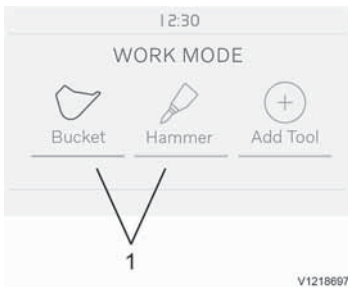 12:30
WORK MODE
Bucket Hammer Add Tool
1
V1218697